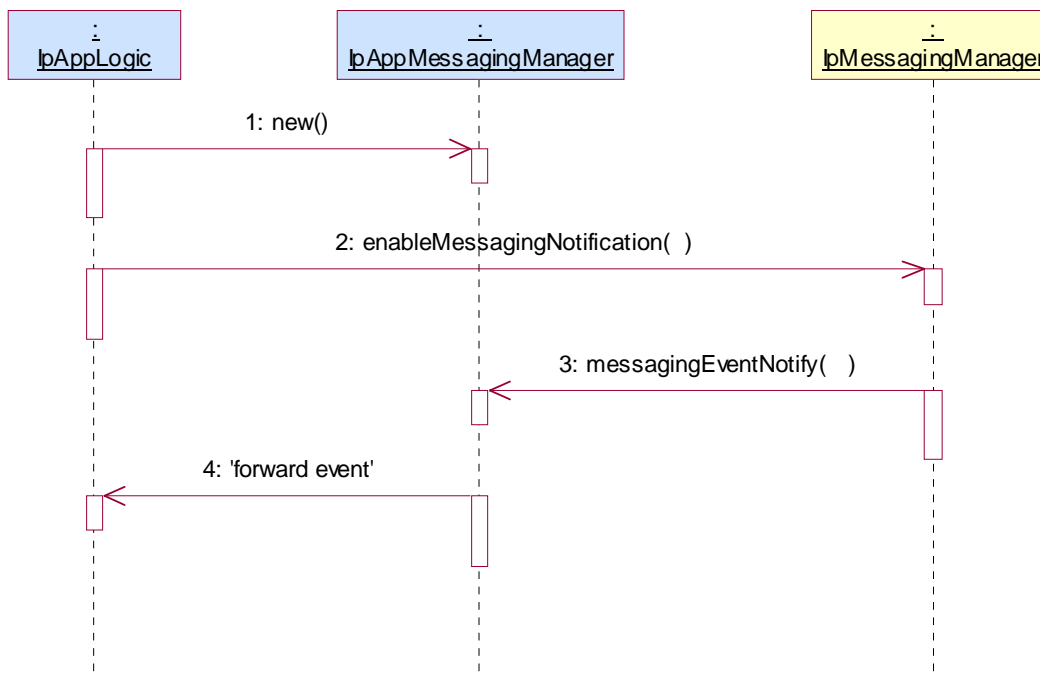 :
IpAppLogic
:
IpAppMessagingManager
:
IpMessagingManager
1: new()
2: enableMessagingNotification(  )
3: messagingEventNotify(   )
4: 'forward event'